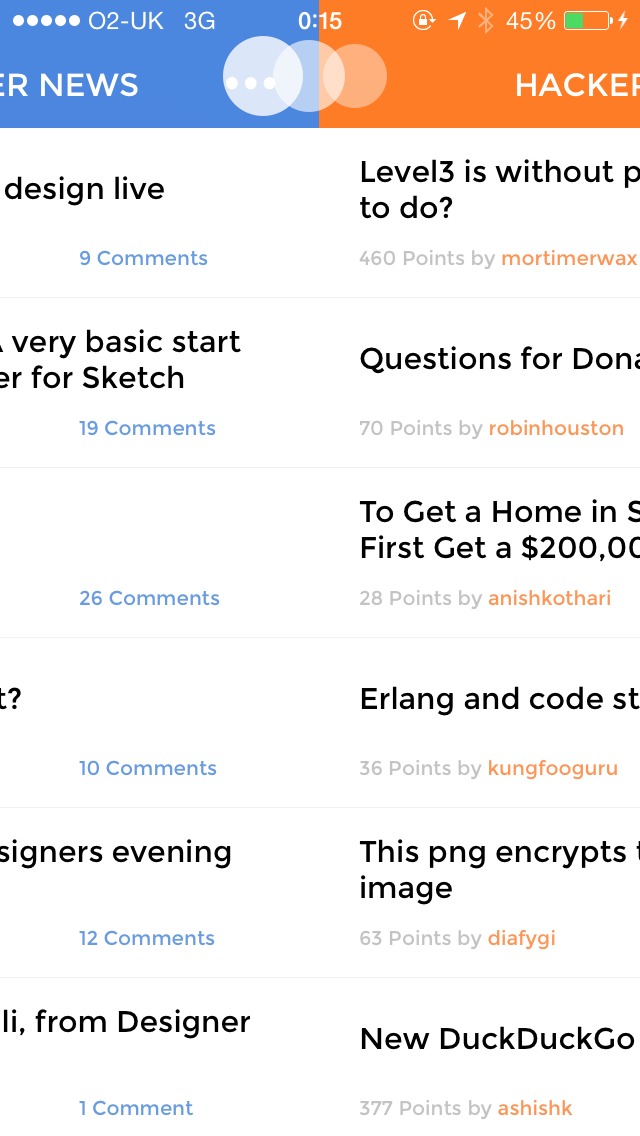 O2-UK 3G 0:15 45%
ER NEWS
HACKER
design live
9 Comments
A very basic start
er for Sketch
19 Comments
26 Comments
t?
10 Comments
signers evening
12 Comments
li, from Designer
1 Comment
Level3 is without p
to do?
460 Points by mortimerwax
Questions for Dona
70 Points by robinhouston
To Get a Home in S
First Get a $200,00
28 Points by anishkothari
Erlang and code st
36 Points by kungfooguru
This png encrypts t
image
63 Points by diafygi
New DuckDuckGo
377 Points by ashishk